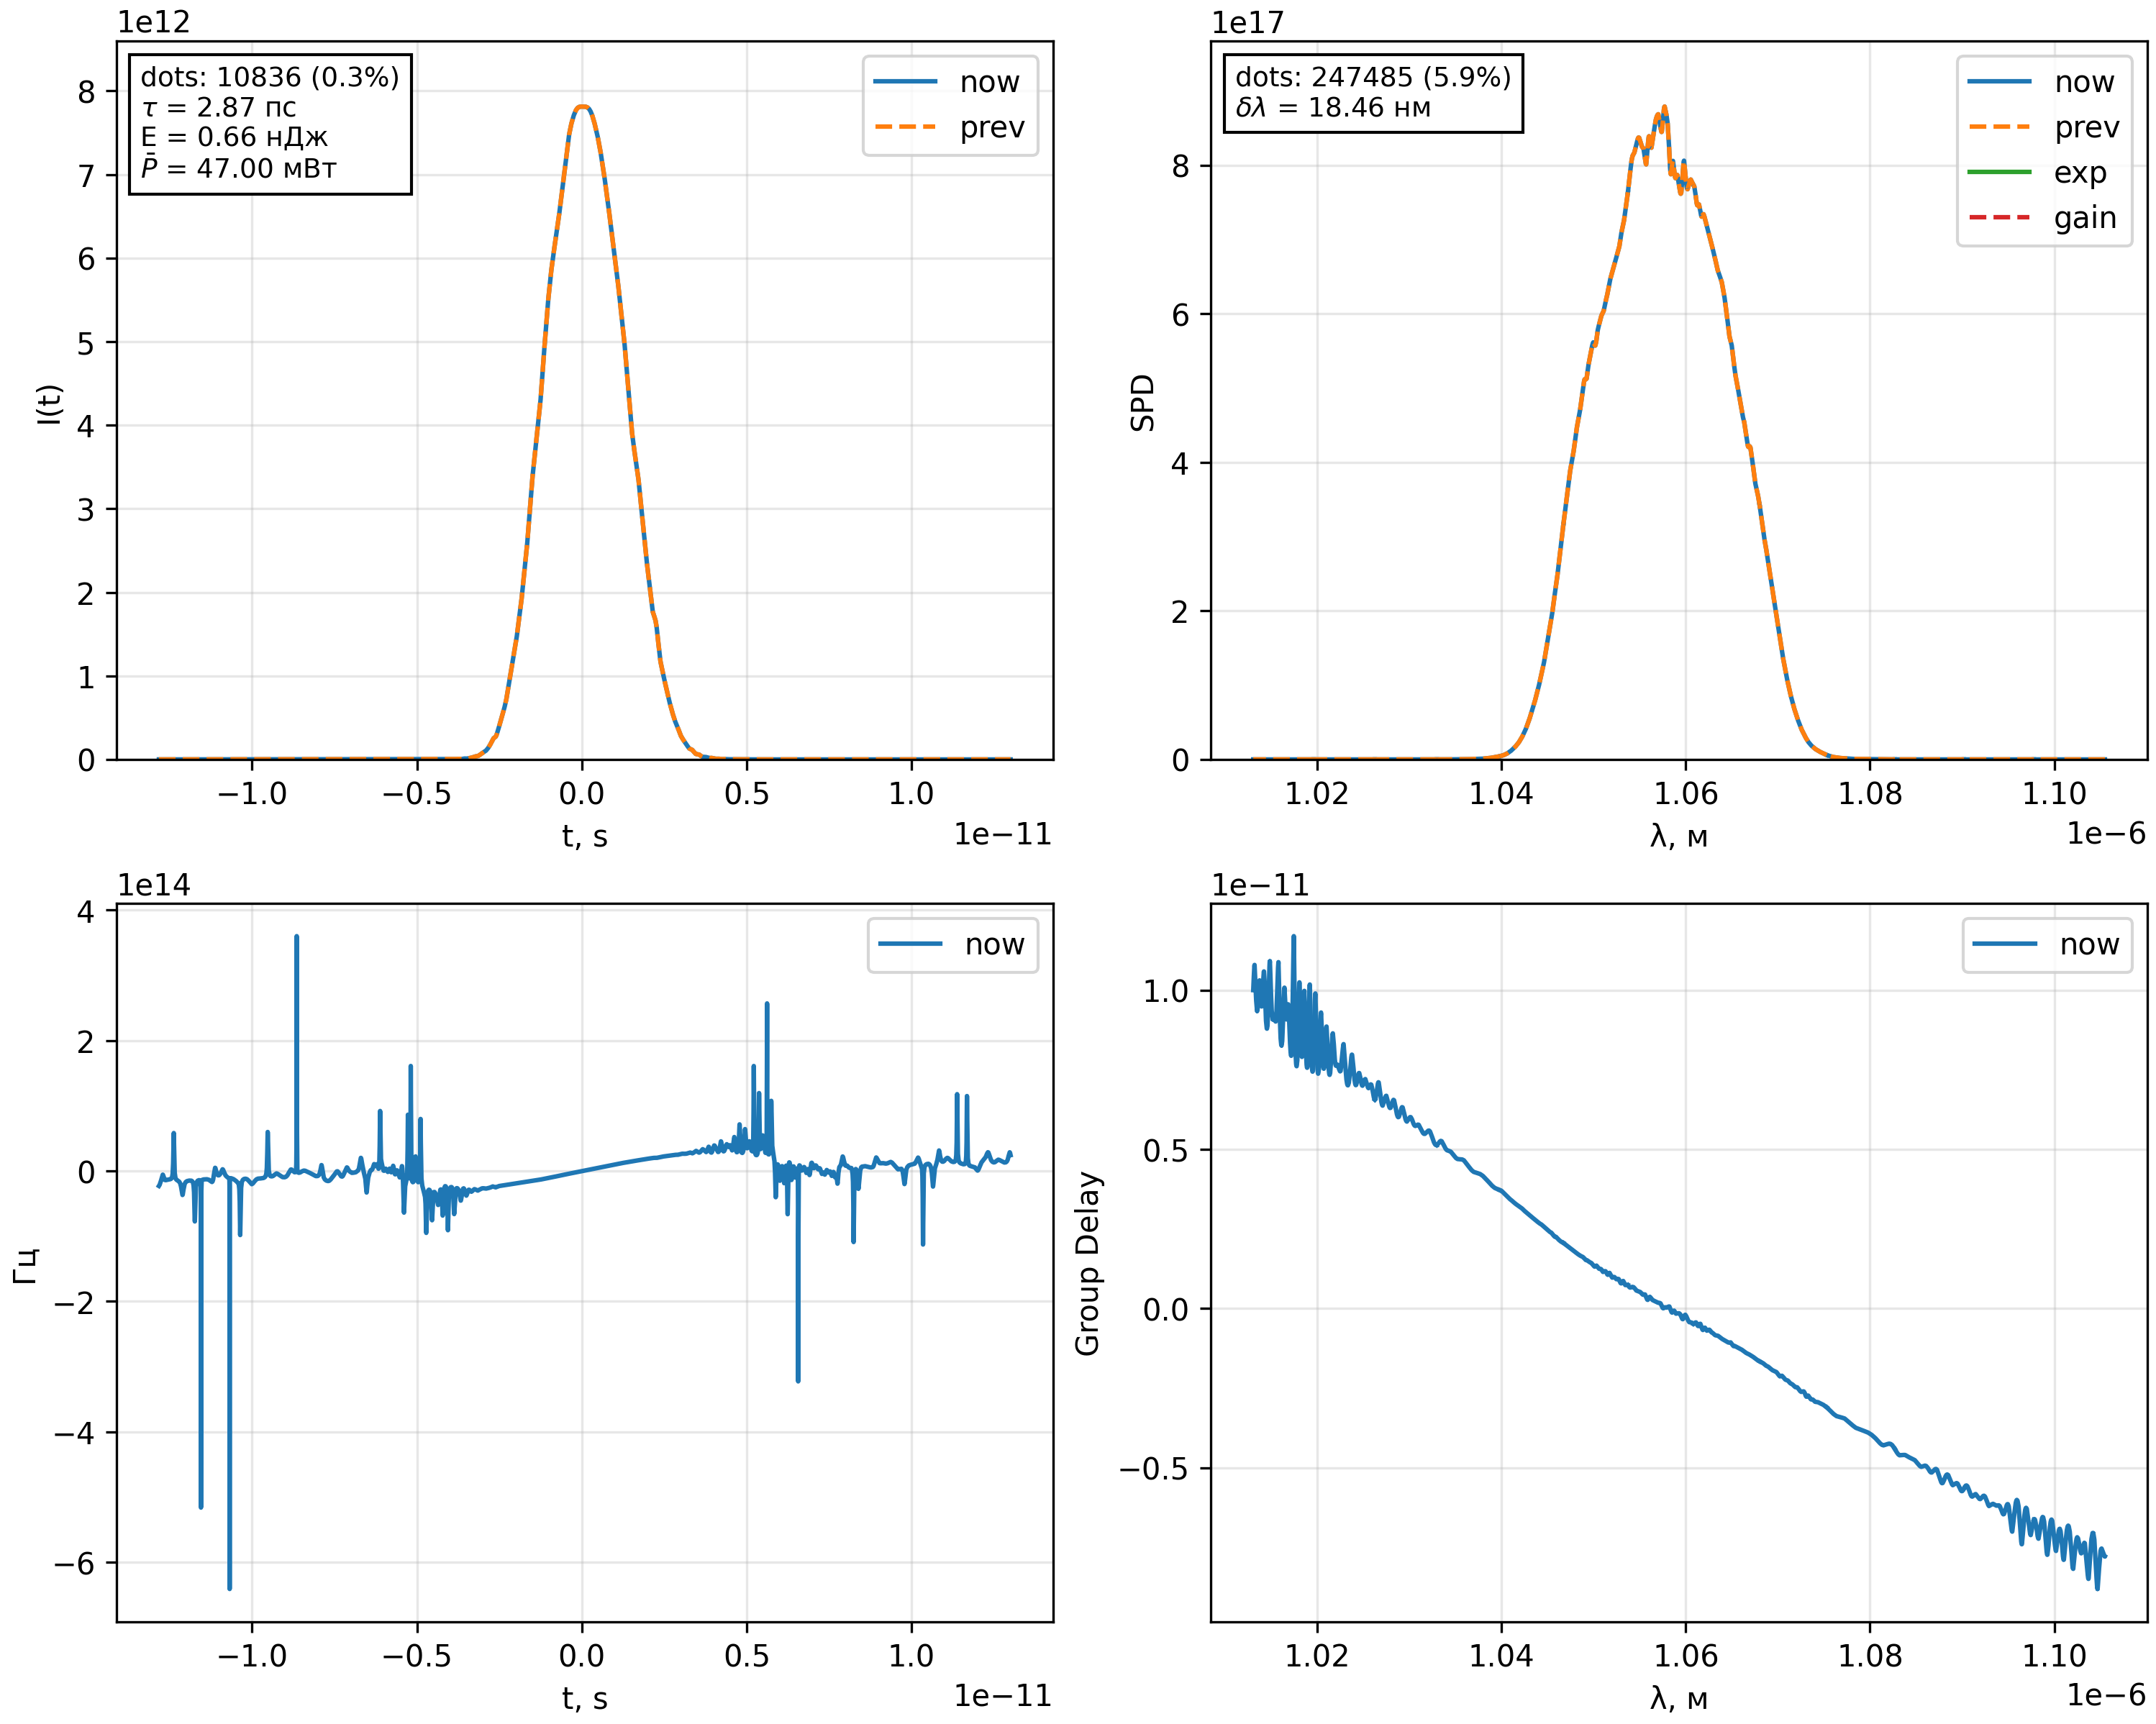 1e12
dots: 10836 (0.3%)
τ = 2.87 пс
E = 0.66 нДж
P̄ = 47.00 мВт
now
prev
8
7
6
5
4
3
2
1
0
I(t)
−1.0 −0.5 0.0 0.5 1.0
t, s
1e−11
1e17
dots: 247485 (5.9%)
δλ = 18.46 нм
now
prev
exp
gain
8
6
4
2
0
SPD
1.02 1.04 1.06 1.08 1.10
λ, м
1e−6
1e14
now
4
2
0
−2
−4
−6
Гц
−1.0 −0.5 0.0 0.5 1.0
t, s
1e−11
1e−11
now
1.0
0.5
0.0
−0.5
Group Delay
1.02 1.04 1.06 1.08 1.10
λ, м
1e−6